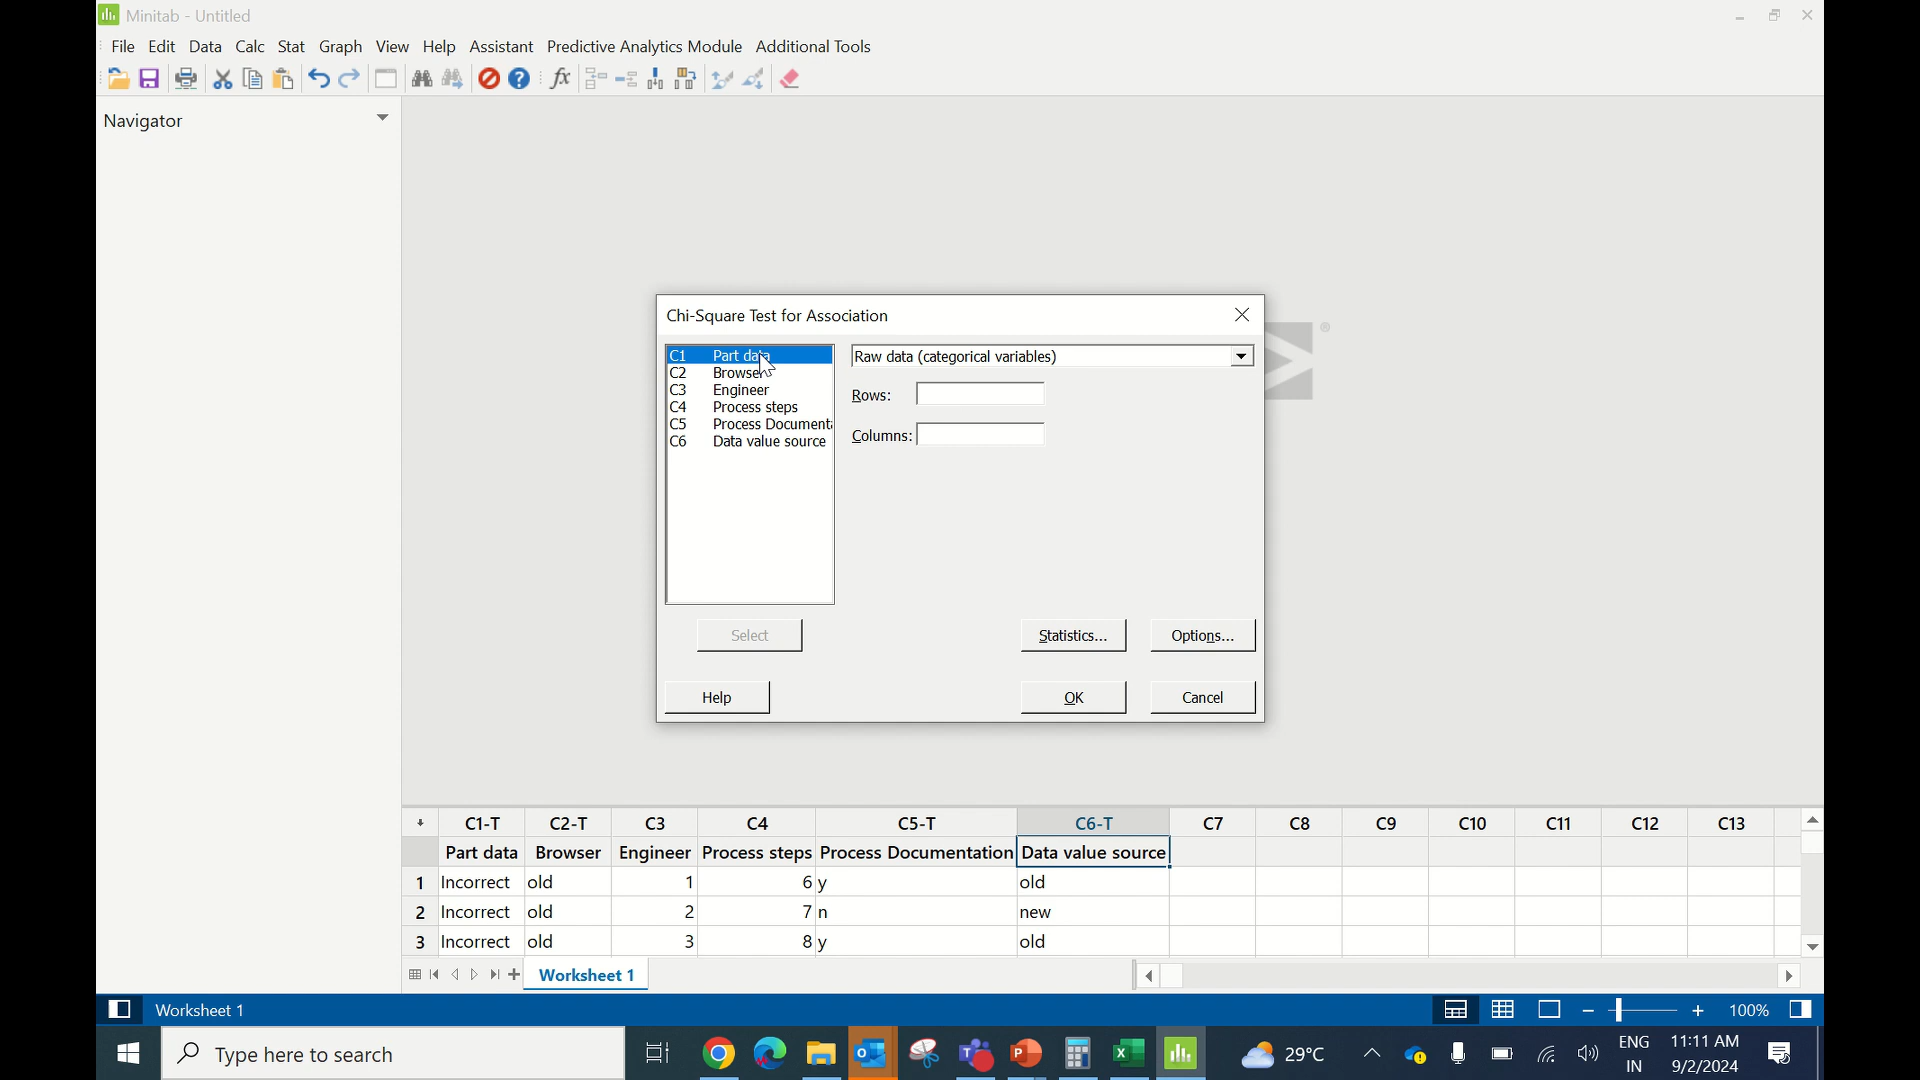 Minitab - Untitled
File Edit Data Calc Stat Graph View Help Assistant Predictive Analytics Module Additional Tools
Navigator
Chi-Square Test for Association
C1 Part data
C2 Browser
C3 Engineer
C4 Process steps
C5 Process Document
C6 Data value source
Raw data (categorical variables)
Rows:
Columns:
Select
Statistics...
Options...
Help
OK
Cancel
C1-T C2-T C3 C4 C5-T C6-T C7 C8 C9 C10 C11 C12 C13
Part data Browser Engineer Process steps Process Documentation Data value source
1 Incorrect old 1 6 y old
2 Incorrect old 2 7 n new
3 Incorrect old 3 8 y old
Worksheet 1
Worksheet 1
100%
Type here to search
29°C
ENG
IN
11:11 AM
9/2/2024